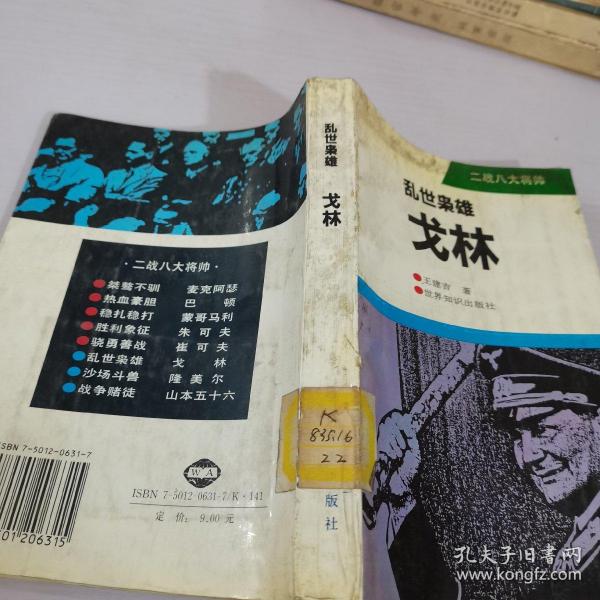 二战八大将帅
乱世枭雄
戈林
王建吉 著
世界知识出版社
乱世枭雄 戈林
K
835.16
22
版社
·二战八大将帅·
桀骜不驯 麦克阿瑟
热血豪胆 巴顿
稳扎稳打 蒙哥马利
胜利象征 朱可夫
骁勇善战 崔可夫
乱世枭雄 戈林
沙场斗兽 隆美尔
战争赌徒 山本五十六
ISBN 7-5012-0631-7
01206315
WA
ISBN 7-5012-0631-7/K·141
定价：9.00元
孔夫子旧书网
www.kongfz.com